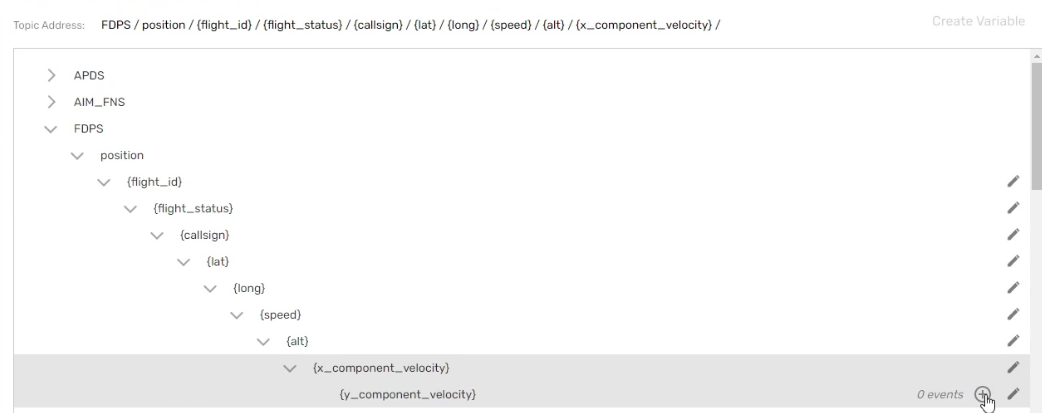 Topic Address: FDPS / position / {flight_id} / {flight_status} / {callsign} / {lat} / {long} / {speed} / {alt} / {x_component_velocity} / Create Variable
APDS
AIM_FNS
FDPS
position
{flight_id}
{flight_status}
{callsign}
{lat}
{long}
{speed}
{alt}
{x_component_velocity}
{y_component_velocity} 0 events